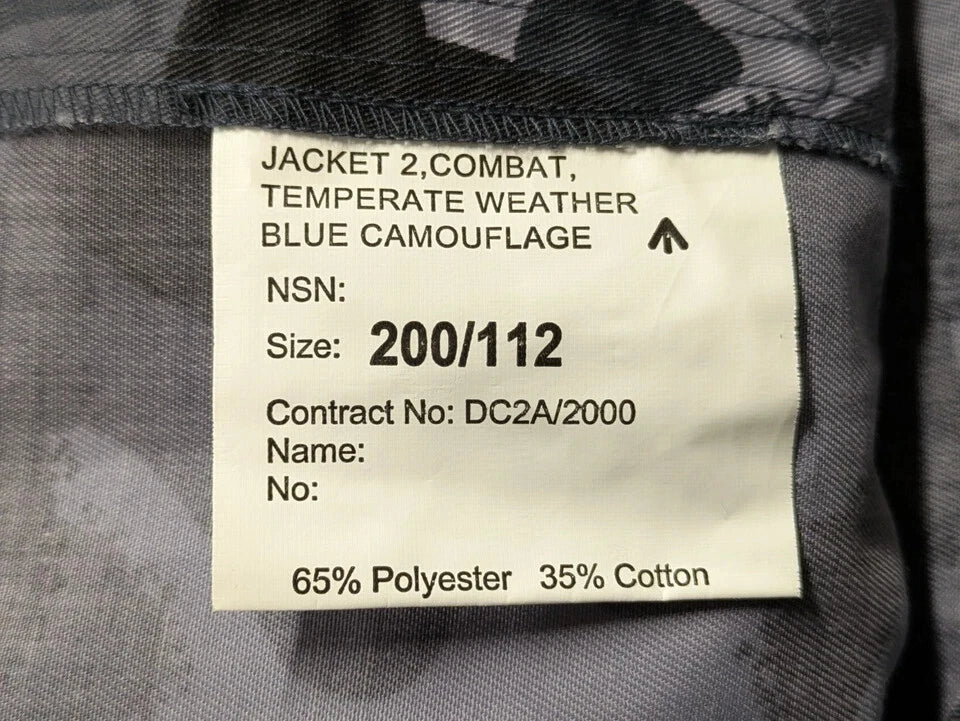 JACKET 2,COMBAT,
TEMPERATE WEATHER
BLUE CAMOUFLAGE
NSN:
Size: 200/112
Contract No: DC2A/2000
Name:
No:
65% Polyester 35% Cotton